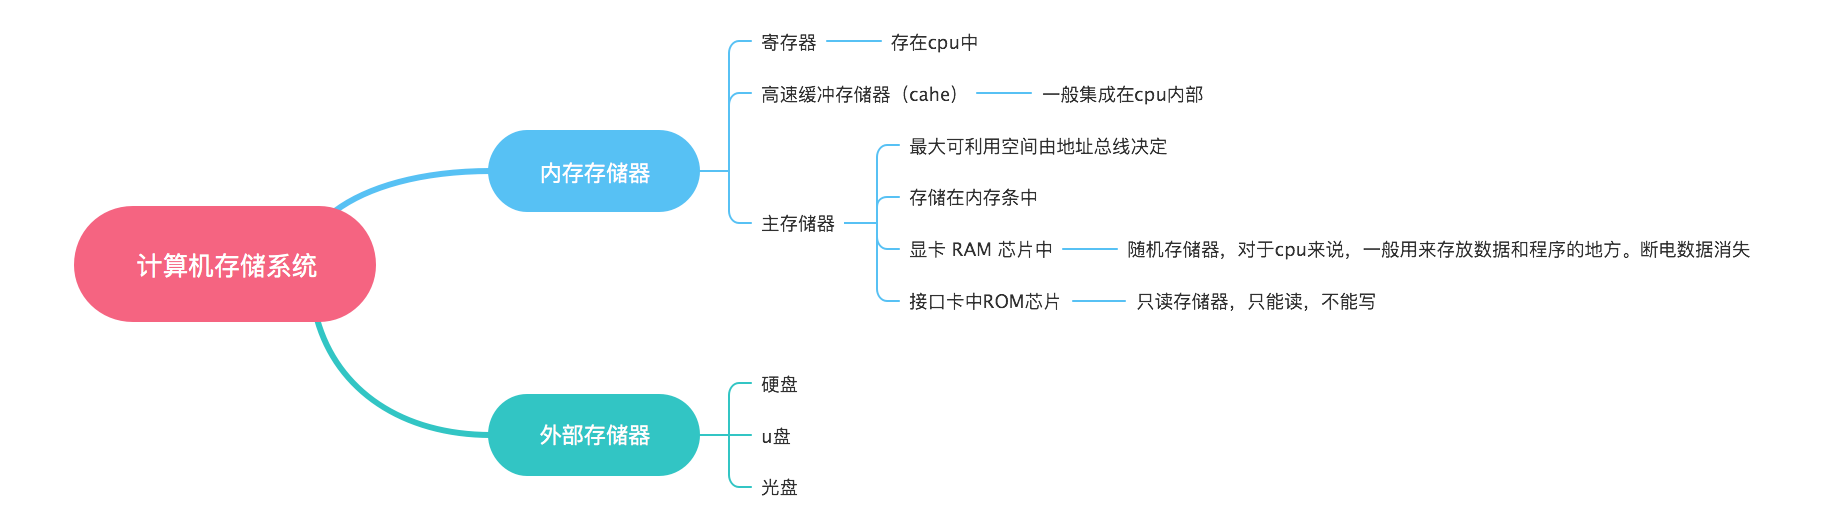 计算机存储系统
内存存储器
寄存器
存在cpu中
高速缓冲存储器（cahe）
一般集成在cpu内部
主存储器
最大可利用空间由地址总线决定
存储在内存条中
显卡 RAM 芯片中
随机存储器，对于cpu来说，一般用来存放数据和程序的地方。断电数据消失
接口卡中ROM芯片
只读存储器，只能读，不能写
外部存储器
硬盘
u盘
光盘